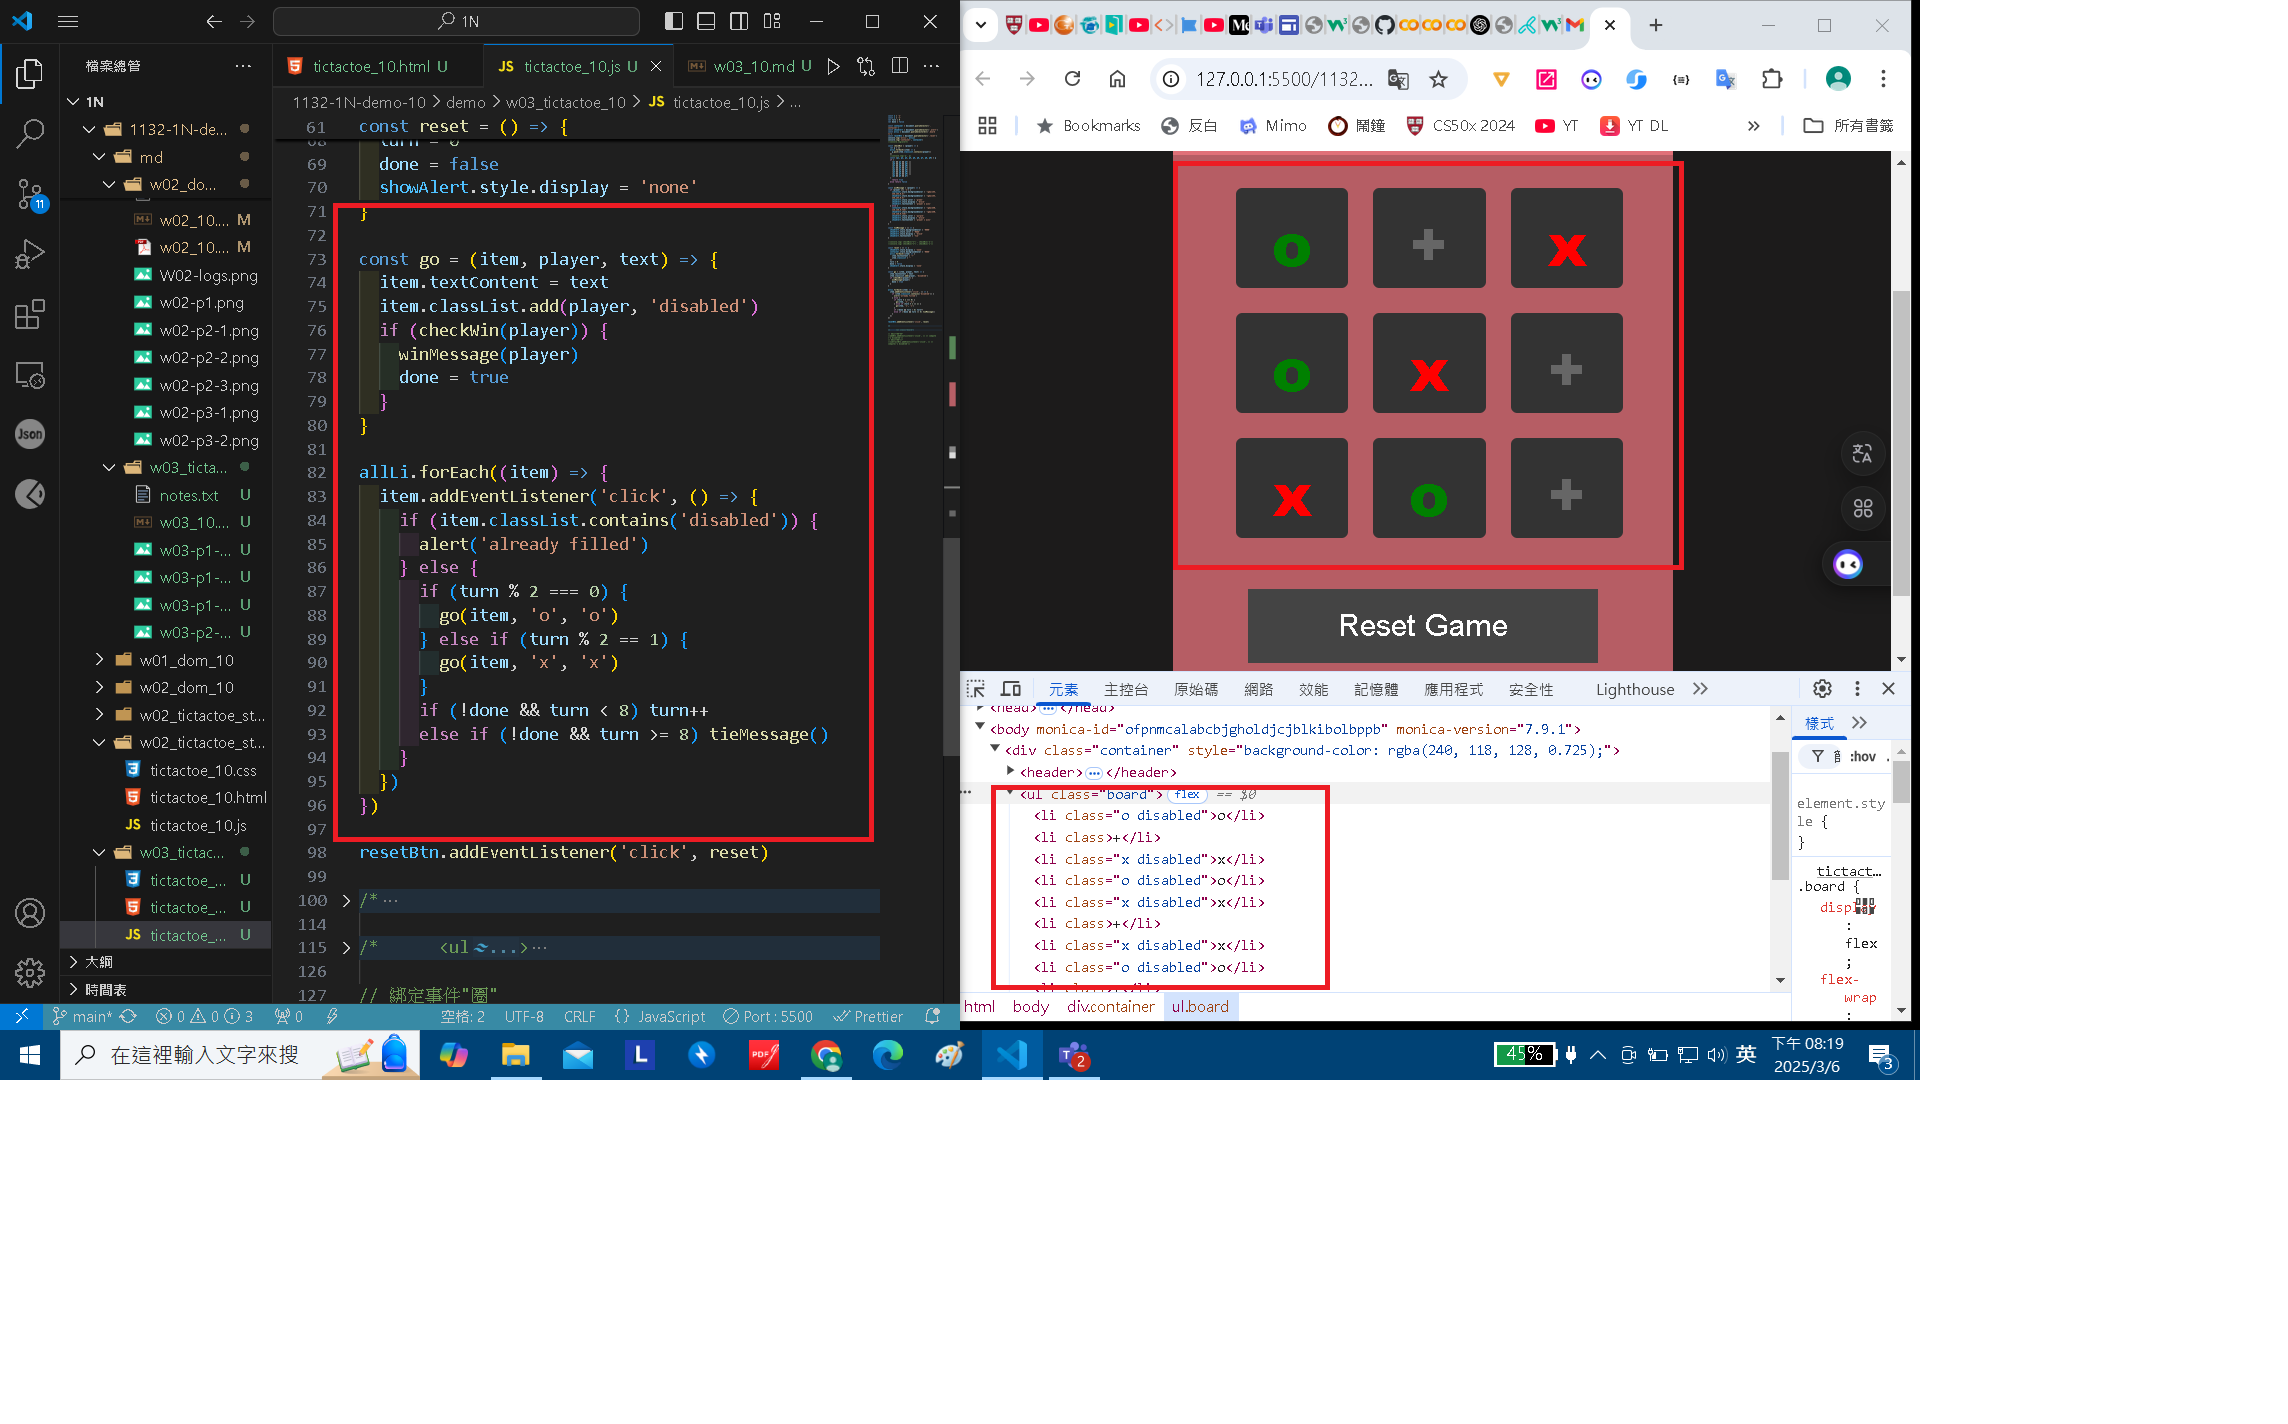 1N
檔案總管
tictactoe_10.html U
JS tictactoe_10.js U
w03_10.md U
1132-1N-demo-10 > demo > w03_tictactoe_10 > JS tictactoe_10.js > ...
1N
1132-1N-de...
md
w02_do...
w02_10.... M
w02_10.... M
W02-logs.png
w02-p1.png
w02-p2-1.png
w02-p2-2.png
w02-p2-3.png
w02-p3-1.png
w02-p3-2.png
w03_ticta...
notes.txt U
w03_10.... U
w03-p1-... U
w03-p1-... U
w03-p1-... U
w03-p2-... U
w01_dom_10
w02_dom_10
w02_tictactoe_st...
w02_tictactoe_st...
tictactoe_10.css
tictactoe_10.html
JS tictactoe_10.js
w03_tictac...
tictactoe_... U
tictactoe_... U
JS tictactoe_... U
大綱
時間表
11
Json
61 const reset = () => {
68 turn = 0
69 done = false
70 showAlert.style.display = 'none'
71 }
72
73 const go = (item, player, text) => {
74 item.textContent = text
75 item.classList.add(player, 'disabled')
76 if (checkWin(player)) {
77 winMessage(player)
78 done = true
79 }
80 }
81
82 allLi.forEach((item) => {
83 item.addEventListener('click', () => {
84 if (item.classList.contains('disabled')) {
85 alert('already filled')
86 } else {
87 if (turn % 2 === 0) {
88 go(item, 'o', 'o')
89 } else if (turn % 2 == 1) {
90 go(item, 'x', 'x')
91 }
92 if (!done && turn < 8) turn++
93 else if (!done && turn >= 8) tieMessage()
94 }
95 })
96 })
97
98 resetBtn.addEventListener('click', reset)
99
100 /*...
114
115 /* <ul ...>...
126
127 // 綁定事件"圈"
main* 0 0 3 0 空格: 2 UTF-8 CRLF {} JavaScript Port : 5500 Prettier
127.0.0.1:5500/1132...
Bookmarks 反白 Mimo 鬧鐘 CS50x 2024 YT YT DL » 所有書籤
o + x
o x +
x o +
Reset Game
元素 主控台 原始碼 網路 效能 記憶體 應用程式 安全性 Lighthouse »
<head> ... </head>
<body monica-id="ofpnmcalabcbjgholdjcjblkibolbppb" monica-version="7.9.1">
<div class="container" style="background-color: rgba(240, 118, 128, 0.725);">
<header> ... </header>
<ul class="board"> flex == $0
<li class="o disabled">o</li>
<li class>+</li>
<li class="x disabled">x</li>
<li class="o disabled">o</li>
<li class="x disabled">x</li>
<li class>+</li>
<li class="x disabled">x</li>
<li class="o disabled">o</li>
html body div.container ul.board
樣式 »
:hov .
element.sty
le {
}
tictact...
.board {
display
:
flex
;
flex-
wrap
:
在這裡輸入文字來搜
L
PDF
2
45%
英
下午 08:19
2025/3/6
3